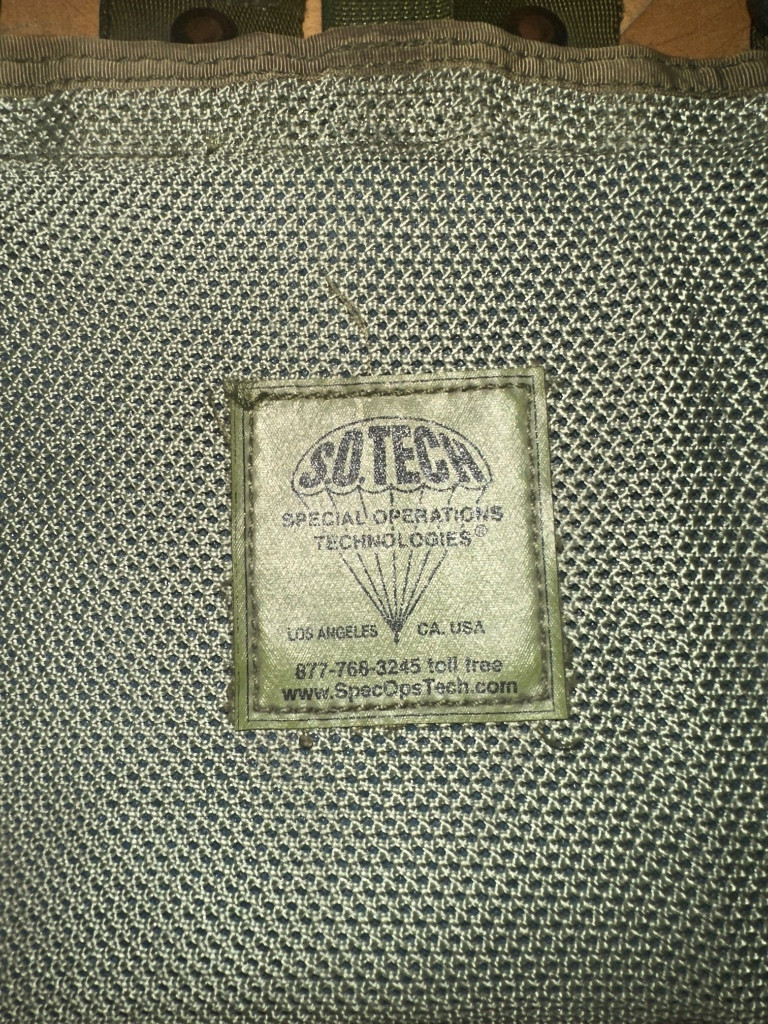 S.O.TECH
SPECIAL OPERATIONS
TECHNOLOGIES®
LOS ANGELES CA. USA
877-768-3245 toll free
www.SpecOpsTech.com